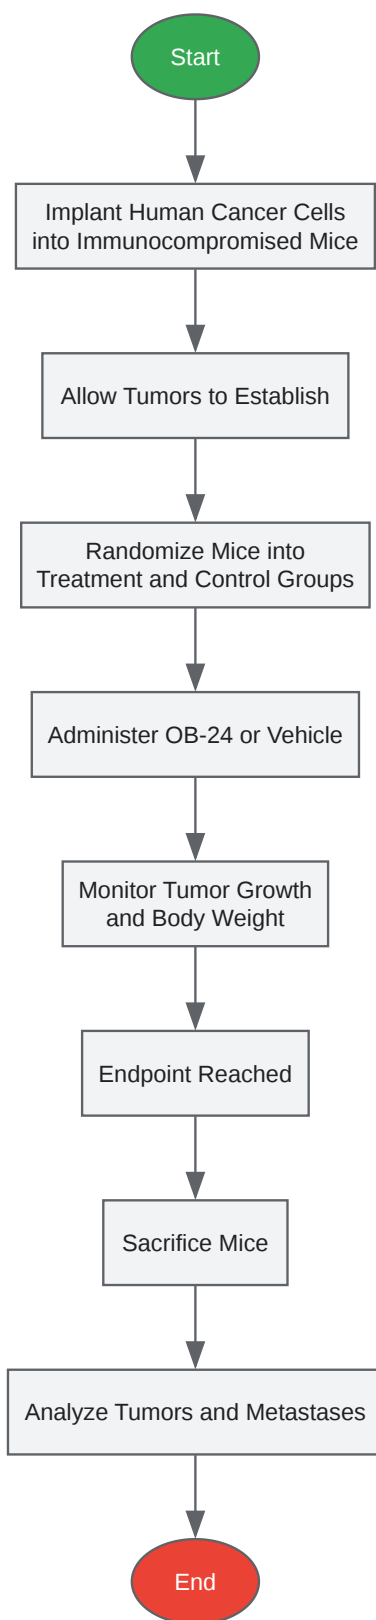 Start
Implant Human Cancer Cells
into Immunocompromised Mice
Allow Tumors to Establish
Randomize Mice into
Treatment and Control Groups
Administer OB-24 or Vehicle
Monitor Tumor Growth
and Body Weight
Endpoint Reached
Sacrifice Mice
Analyze Tumors and Metastases
End